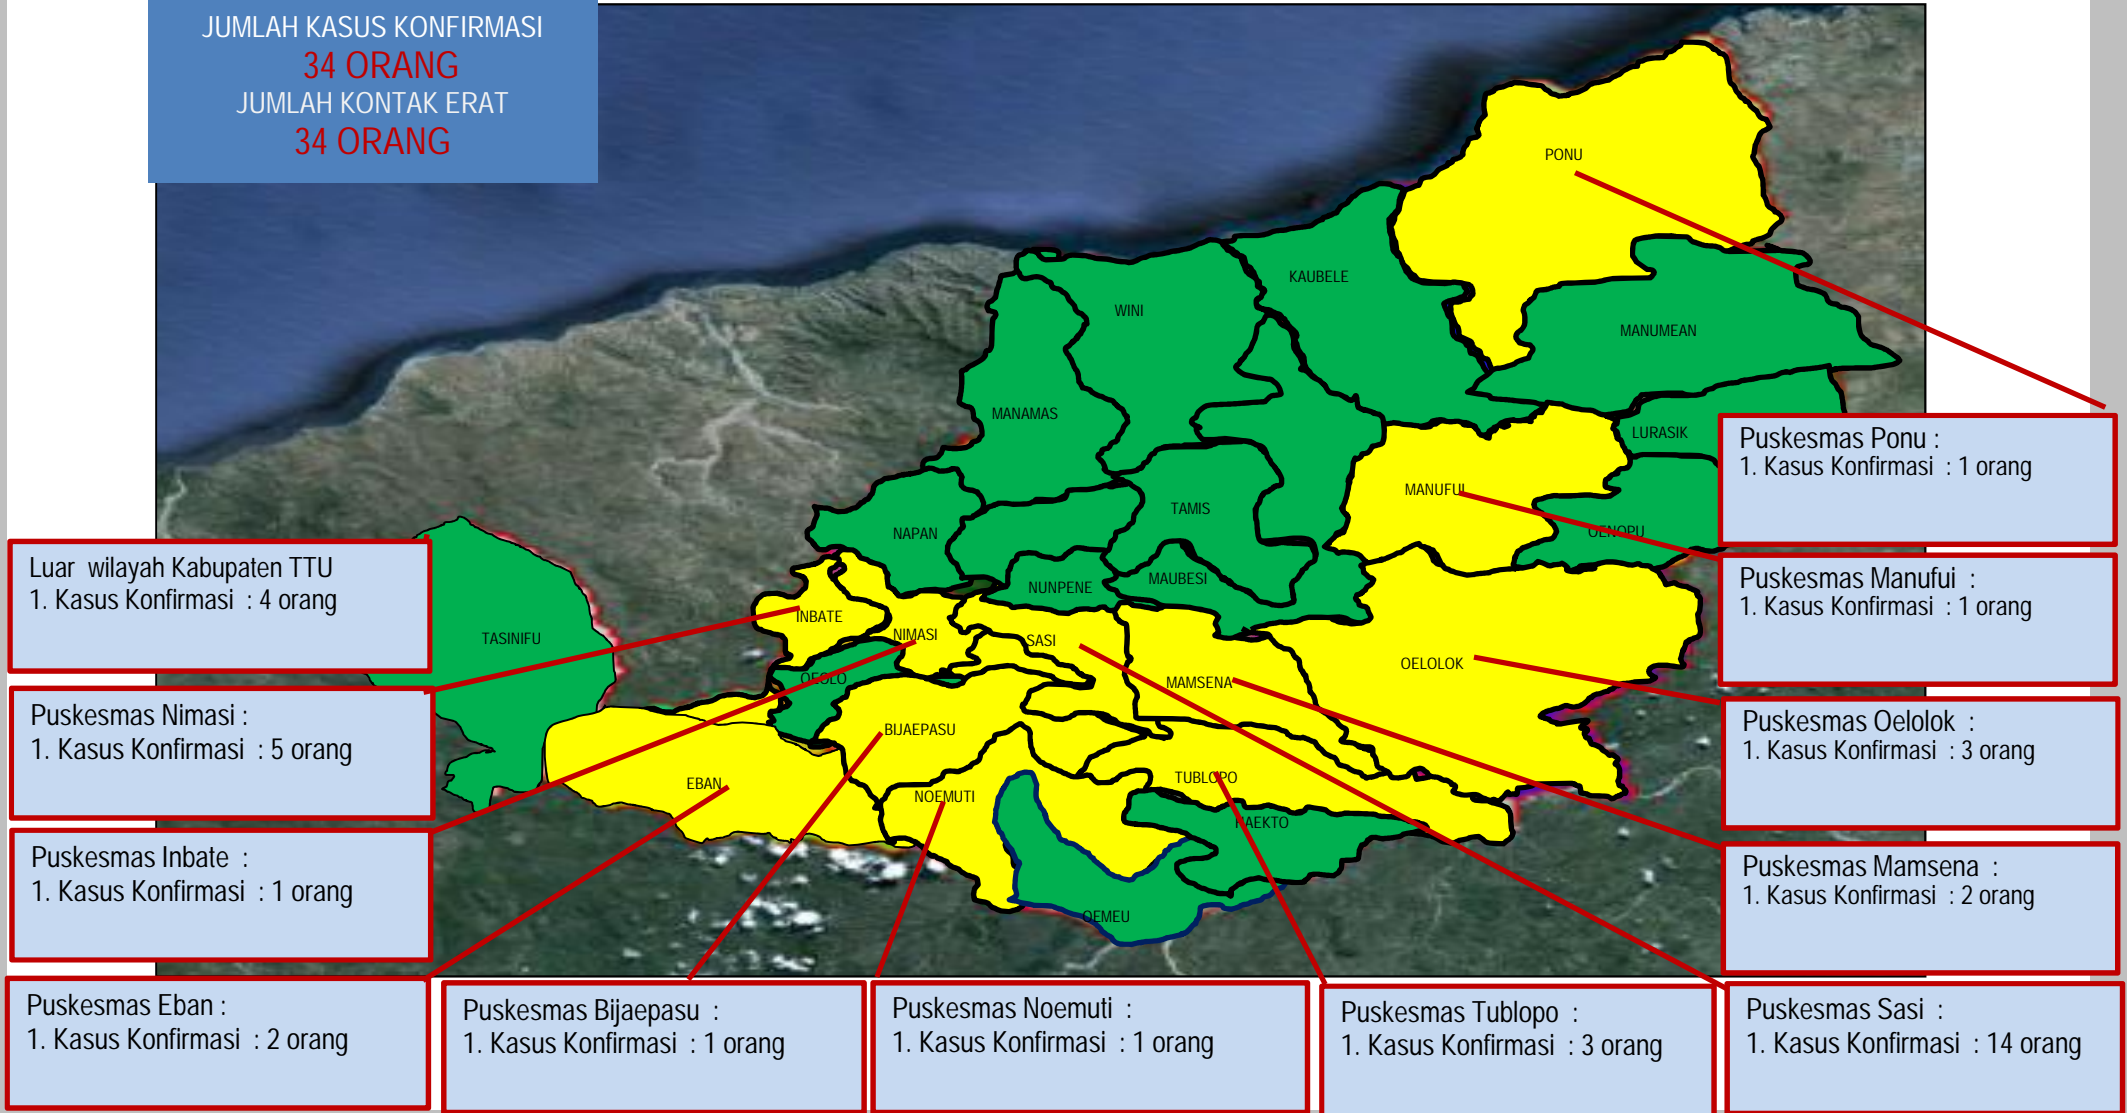 JUMLAH KASUS KONFIRMASI
34 ORANG
JUMLAH KONTAK ERAT
34 ORANG
PONU
KAUBELE
WINI
MANUMEAN
MANAMAS
LURASIK
MANUFUI
TAMIS
NAPAN
OENOPU
MAUBESI
NUNPENE
INBATE
NIMASI
SASI
TASINIFU
OELOLOK
OEOLO
MAMSENA
BIJAEPASU
EBAN
TUBLOPO
NOEMUTI
HAEKTO
OEMEU
Puskesmas Ponu :
1. Kasus Konfirmasi : 1 orang
Puskesmas Manufui :
1. Kasus Konfirmasi : 1 orang
Puskesmas Oelolok :
1. Kasus Konfirmasi : 3 orang
Puskesmas Mamsena :
1. Kasus Konfirmasi : 2 orang
Luar wilayah Kabupaten TTU
1. Kasus Konfirmasi : 4 orang
Puskesmas Nimasi :
1. Kasus Konfirmasi : 5 orang
Puskesmas Inbate :
1. Kasus Konfirmasi : 1 orang
Puskesmas Eban :
1. Kasus Konfirmasi : 2 orang
Puskesmas Bijaepasu :
1. Kasus Konfirmasi : 1 orang
Puskesmas Noemuti :
1. Kasus Konfirmasi : 1 orang
Puskesmas Tublopo :
1. Kasus Konfirmasi : 3 orang
Puskesmas Sasi :
1. Kasus Konfirmasi : 14 orang